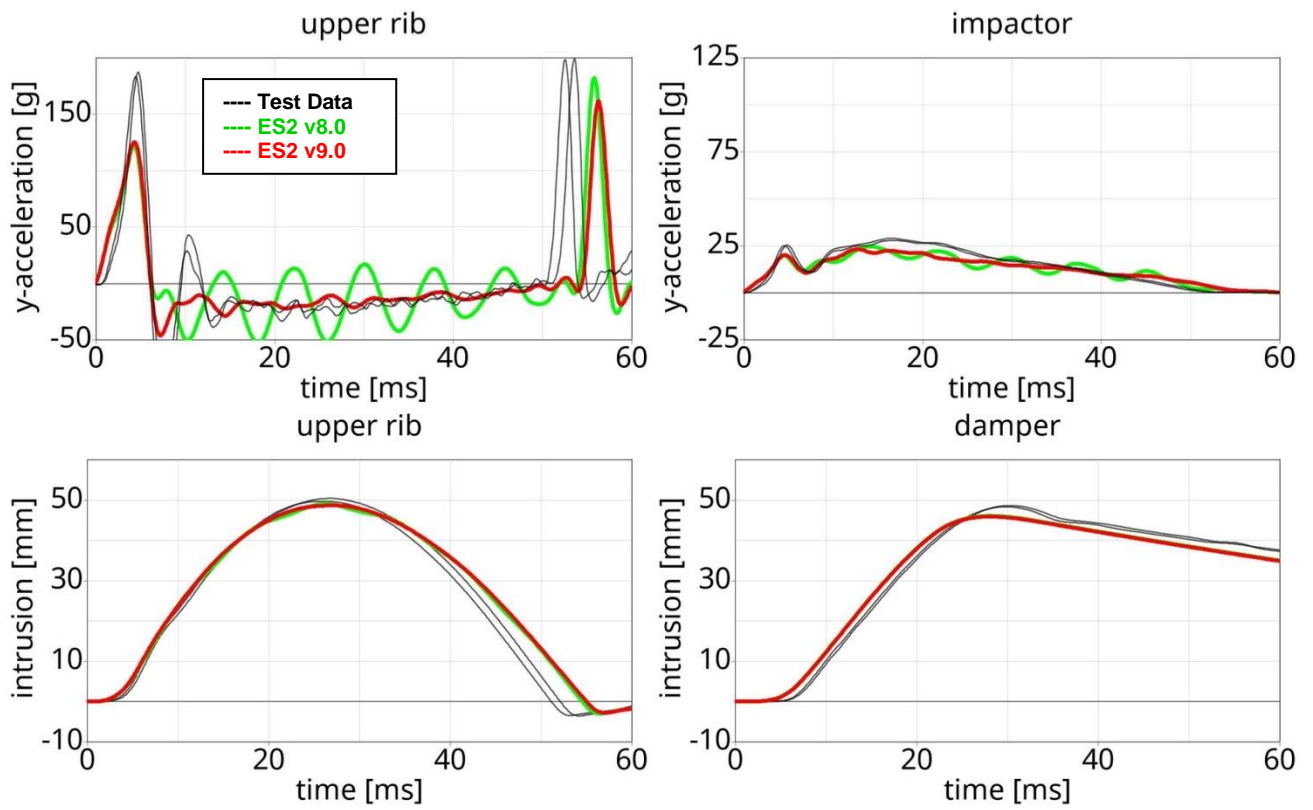 upper rib
y-acceleration [g]
150
50
-50
0
20
40
60
time [ms]
---- Test Data
---- ES2 v8.0
---- ES2 v9.0
impactor
y-acceleration [g]
125
75
25
-25
0
20
40
60
time [ms]
upper rib
intrusion [mm]
50
30
10
-10
0
20
40
60
time [ms]
damper
intrusion [mm]
50
30
10
-10
0
20
40
60
time [ms]